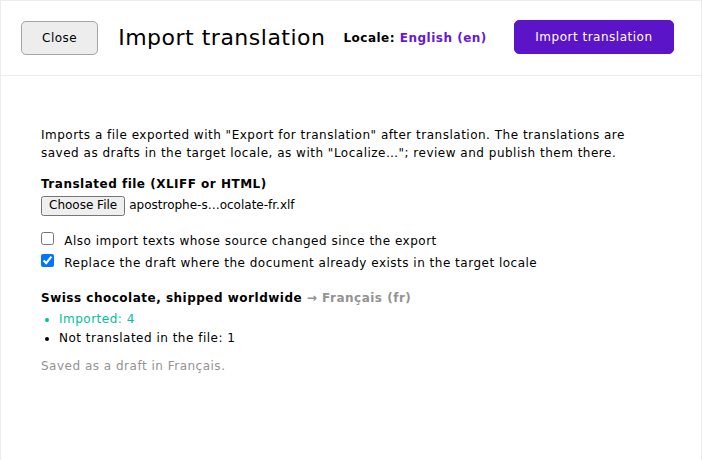 Close
Import translation
Locale: English (en)
Import translation
Imports a file exported with "Export for translation" after translation. The translations are
saved as drafts in the target locale, as with "Localize..."; review and publish them there.
Translated file (XLIFF or HTML)
Choose File apostrophe-s...ocolate-fr.xlf
Also import texts whose source changed since the export
Replace the draft where the document already exists in the target locale
Swiss chocolate, shipped worldwide → Français (fr)
• Imported: 4
• Not translated in the file: 1
Saved as a draft in Français.